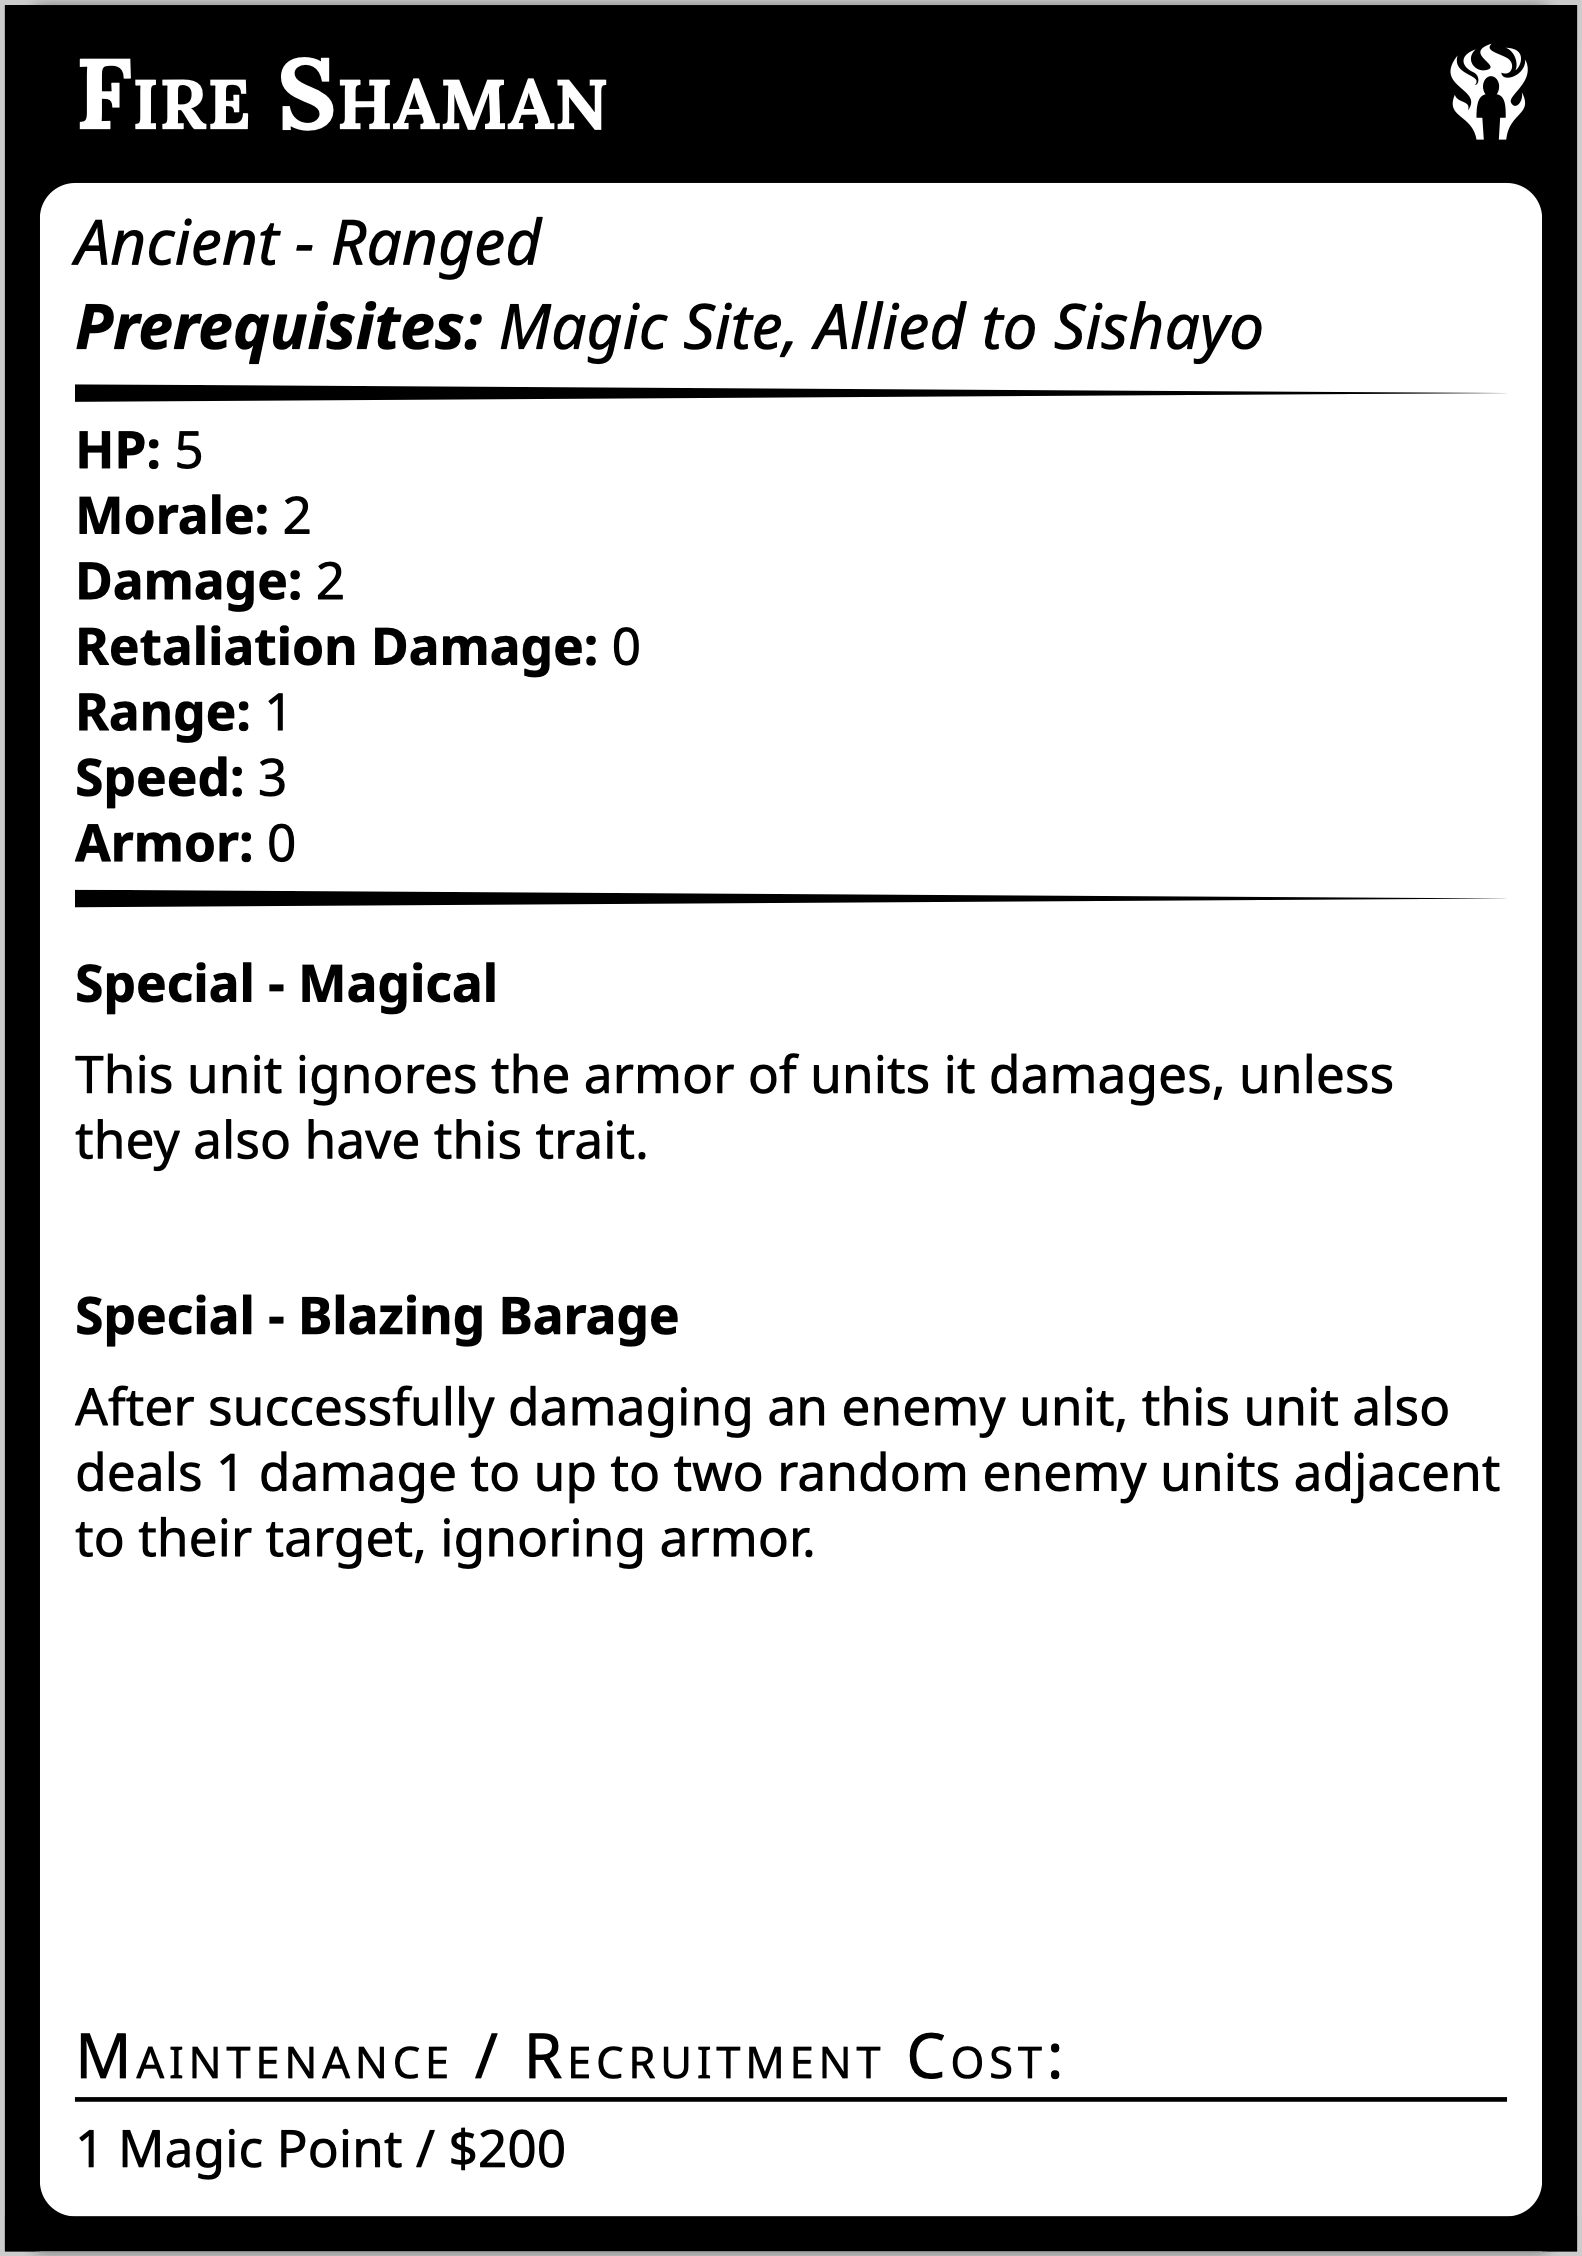 Fire Shaman
Ancient - Ranged
Prerequisites: Magic Site, Allied to Sishayo
HP: 5
Morale: 2
Damage: 2
Retaliation Damage: 0
Range: 1
Speed: 3
Armor: 0
Special - Magical
This unit ignores the armor of units it damages, unless
they also have this trait.
Special - Blazing Barage
After successfully damaging an enemy unit, this unit also
deals 1 damage to up to two random enemy units adjacent
to their target, ignoring armor.
Maintenance / Recruitment Cost:
1 Magic Point / $200